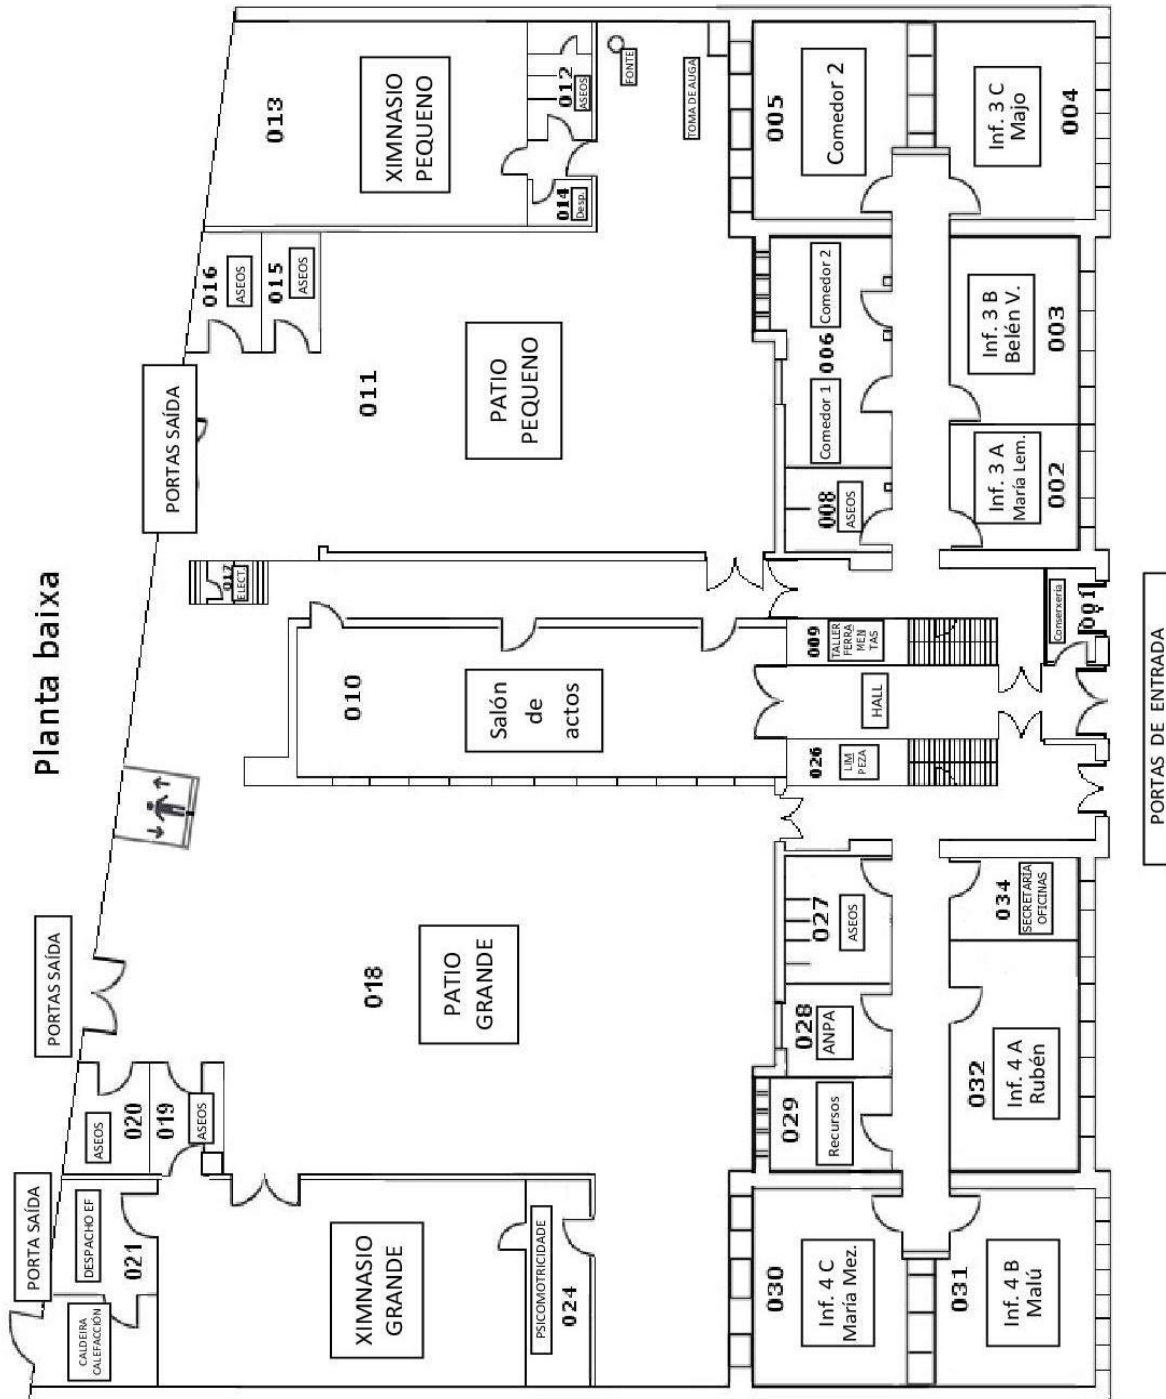 Planta baixa
PORTA SAÍDA
PORTAS SAÍDA
PORTAS SAÍDA
CALDEIRA
CALEFACCIÓN
DESPACHO EF
021
ASEOS
020
019
ASEOS
XIMNASIO
GRANDE
PSICOMOTRICIDADE
024
018
PATIO
GRANDE
017
ELECT.
010
Salón
de
actos
011
PATIO
PEQUENO
016
ASEOS
015
ASEOS
013
XIMNASIO
PEQUENO
012
ASEOS
014
Desp.
FONTE
TOMA DE AUGA
030
Inf. 4 C
María Mez.
029
Recursos
028
ANPA
027
ASEOS
026
LIM
PEZA
HALL
009
TALLER
FERRA
MEN
TAS
008
ASEOS
Comedor 1
006
Comedor 2
005
Comedor 2
031
Inf. 4 B
Malú
032
Inf. 4 A
Rubén
034
SECRETARÍA
OFICINAS
Conserxería
001
Inf. 3 A
María Lem.
002
Inf. 3 B
Belén V.
003
Inf. 3 C
Majo
004
PORTAS DE ENTRADA